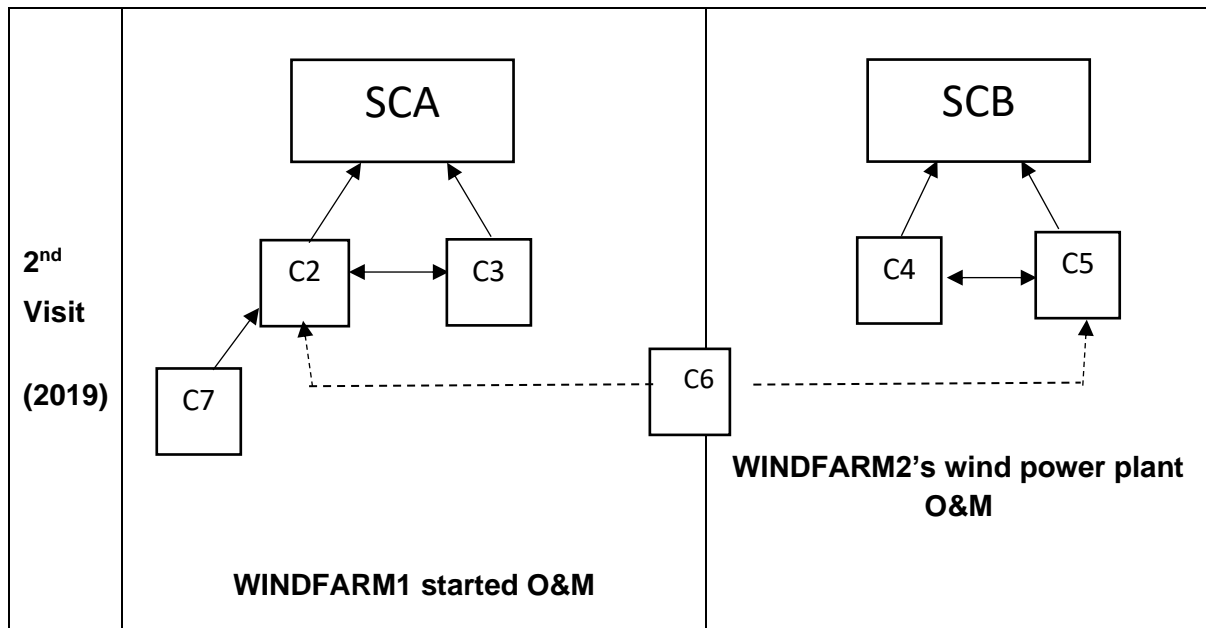 2nd
Visit
(2019)
SCA
C2
C3
C7
SCB
C4
C5
C6
WINDFARM2’s wind power plant
O&M
WINDFARM1 started O&M